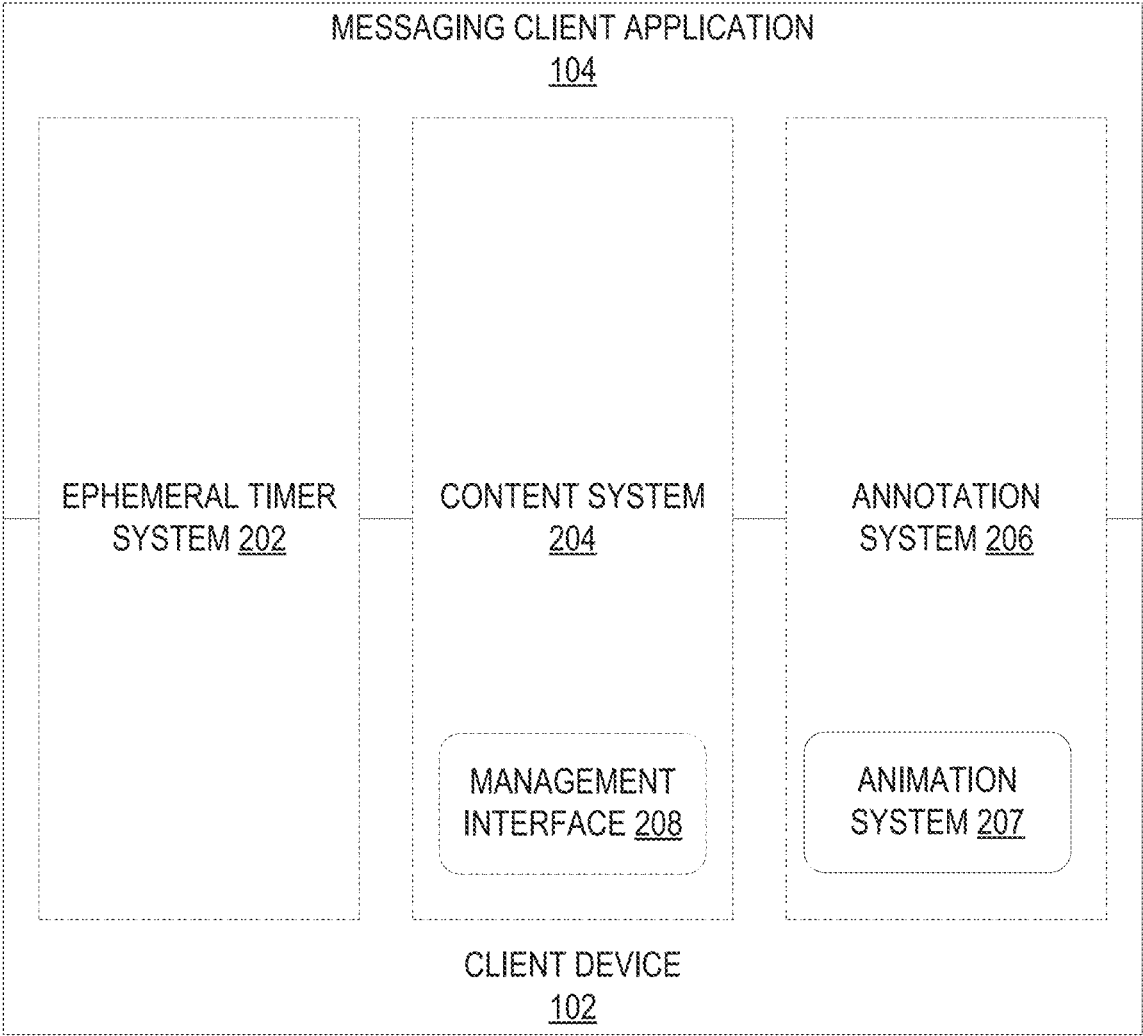 MESSAGING CLIENT APPLICATION
104
EPHEMERAL TIMER
SYSTEM 202
CONTENT SYSTEM
204
ANNOTATION
SYSTEM 206
MANAGEMENT
INTERFACE 208
ANIMATION
SYSTEM 207
CLIENT DEVICE
102